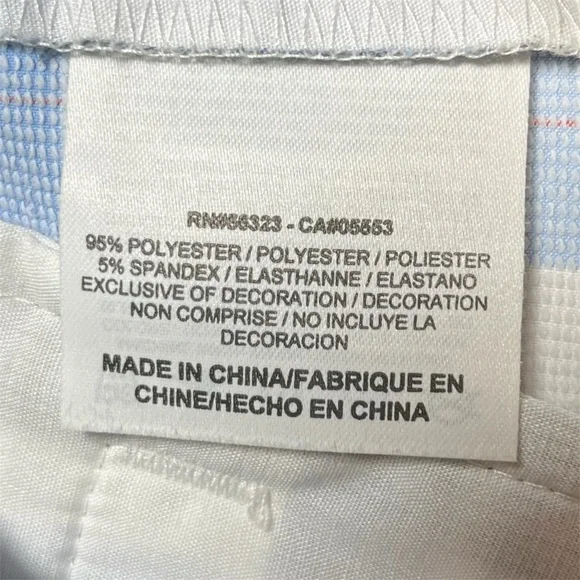 RN#56323 - CA#05553
95% POLYESTER / POLYESTER / POLIESTER
5% SPANDEX / ELASTHANNE / ELASTANO
EXCLUSIVE OF DECORATION / DECORATION
NON COMPRISE / NO INCLUYE LA
DECORACION
MADE IN CHINA/FABRIQUE EN
CHINE/HECHO EN CHINA